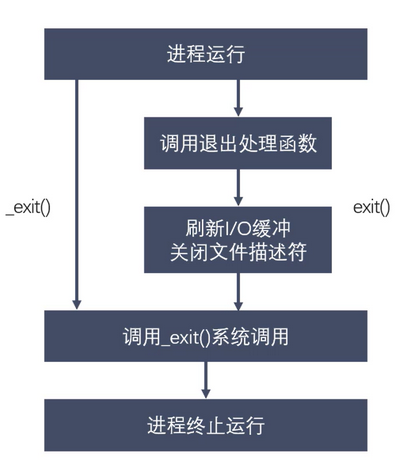 进程运行
调用退出处理函数
_exit()
exit()
刷新I/O缓冲
关闭文件描述符
调用_exit()系统调用
进程终止运行